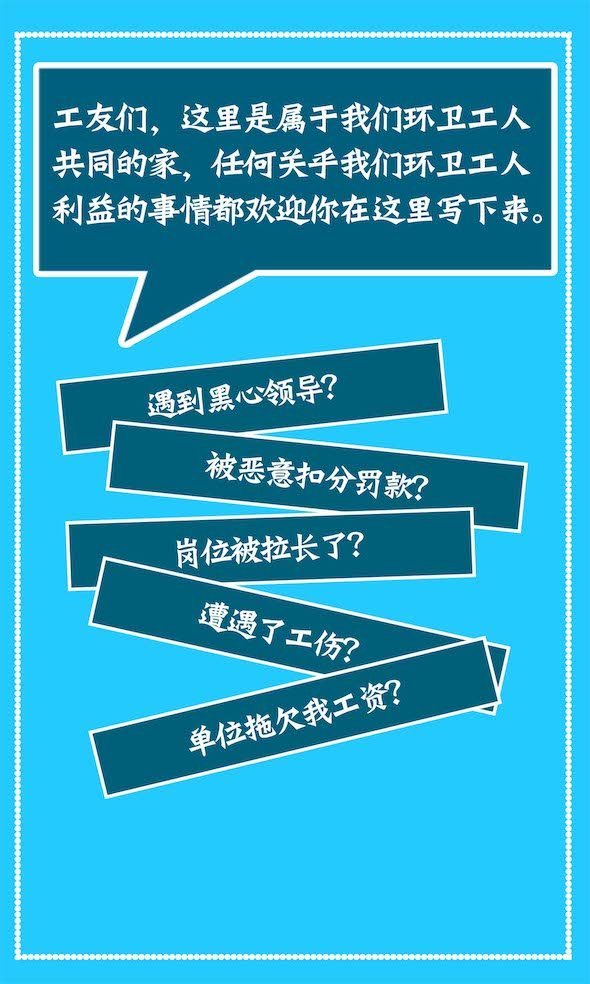 工友们，这里是属于我们环卫工人
共同的家，任何关乎我们环卫工人
利益的事情都欢迎你在这里写下来。
遇到黑心领导？
被恶意扣分罚款？
岗位被拉长了？
遭遇了工伤？
单位拖欠我工资？